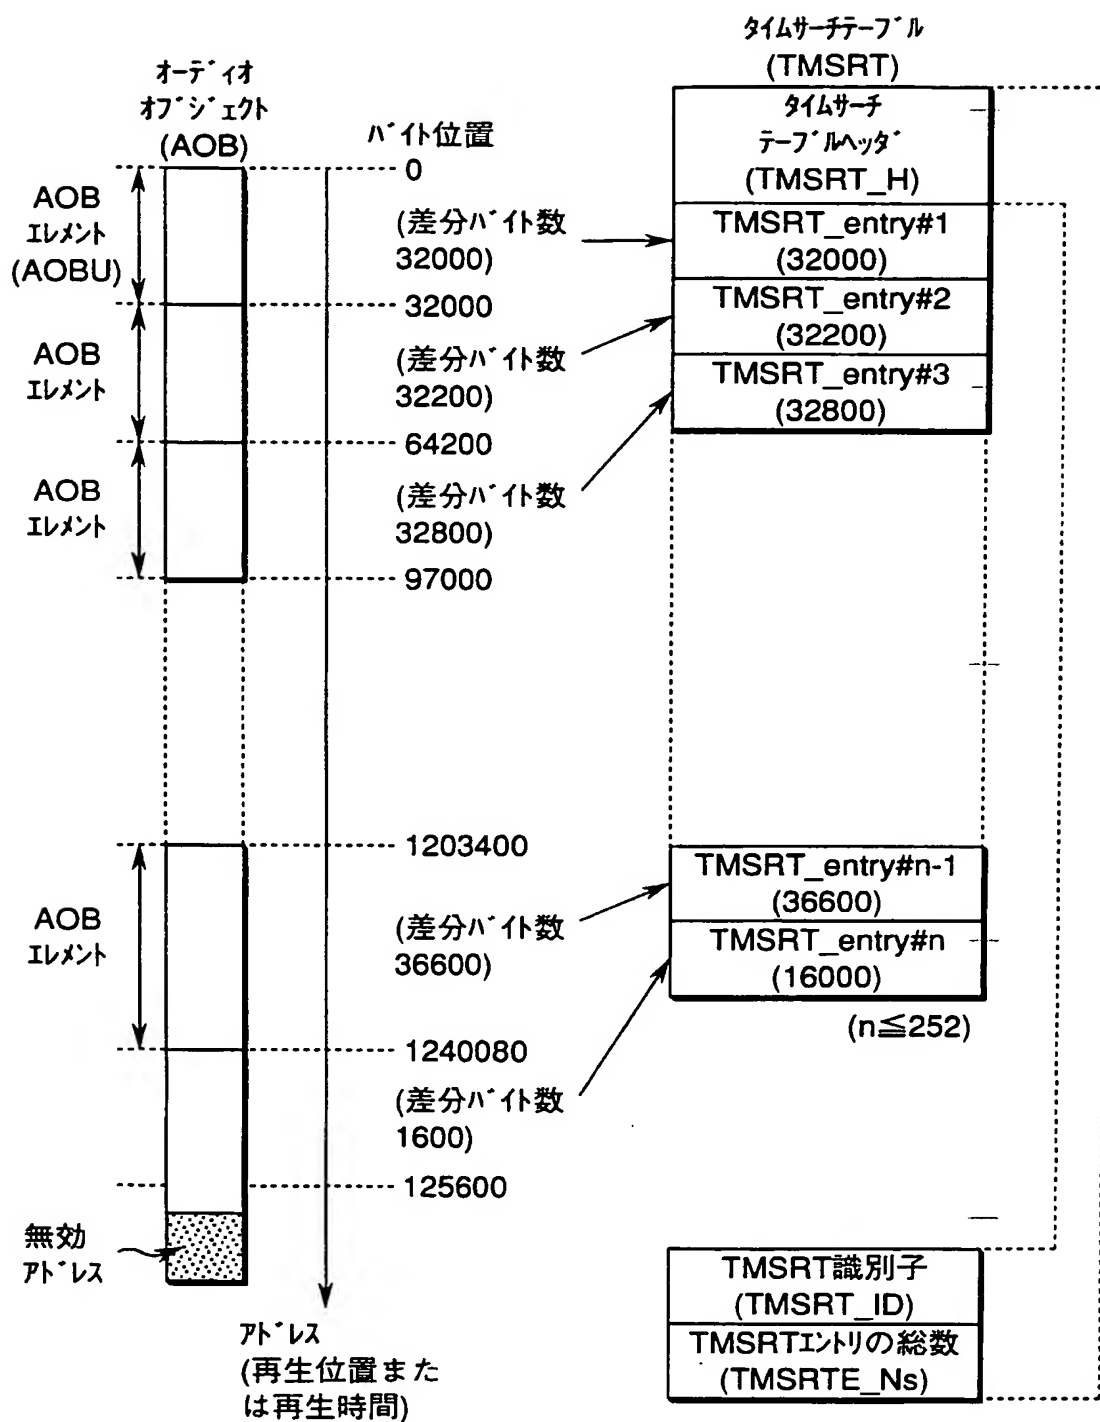 タイムサーチテーブル
(TMSRT)
オーディオ
オブジェクト
(AOB)
バイト位置
タイムサーチ
テーブルヘッダ
(TMSRT_H)
0
AOB
エレメント
(AOBU)
(差分バイト数
32000)
TMSRT_entry#1
(32000)
32000
TMSRT_entry#2
(32200)
AOB
エレメント
(差分バイト数
32200)
TMSRT_entry#3
(32800)
64200
AOB
エレメント
(差分バイト数
32800)
97000
1203400
TMSRT_entry#n-1
(36600)
AOB
エレメント
(差分バイト数
36600)
TMSRT_entry#n
(16000)
(n≦252)
1240080
(差分バイト数
1600)
125600
無効
アドレス
TMSRT識別子
(TMSRT_ID)
TMSRTエントリの総数
(TMSRTE_Ns)
アドレス
(再生位置また
は再生時間)